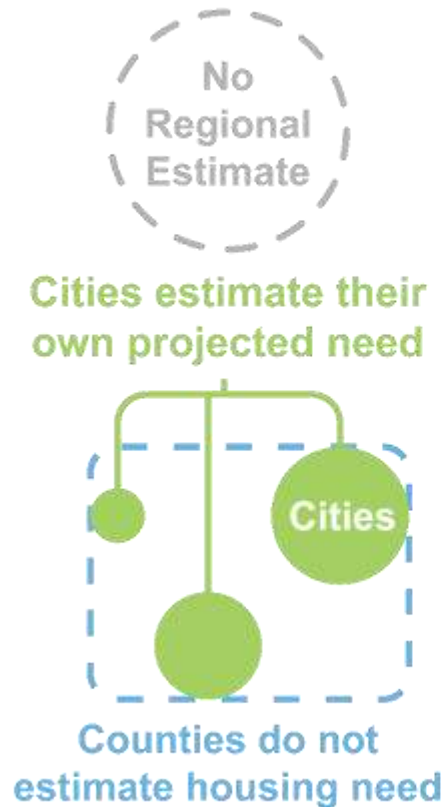 No
Regional
Estimate
Cities estimate their
own projected need
Cities
Counties do not
estimate housing need